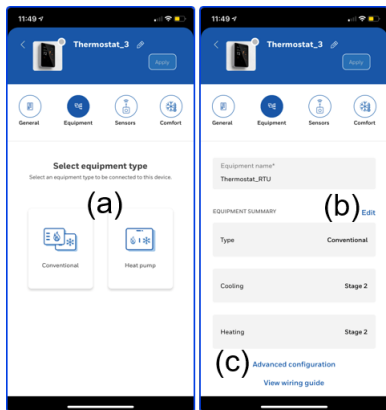 11:49
Thermostat_3
Apply
General
Equipment
Sensors
Comfort
Select equipment type
Select an equipment type to be connected to this device.
(a)
Conventional
Heat pump
11:49
Thermostat_3
Apply
General
Equipment
Sensors
Comfort
Equipment name*
Thermostat_RTU
(b)
EQUIPMENT SUMMARY Edit
Type Conventional
Cooling Stage 2
Heating Stage 2
(c)
Advanced configuration
View wiring guide